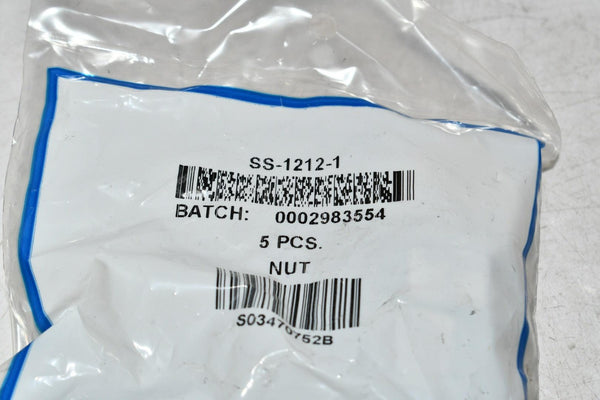 SS-1212-1
BATCH: 0002983554
5 PCS.
NUT
S03470752B